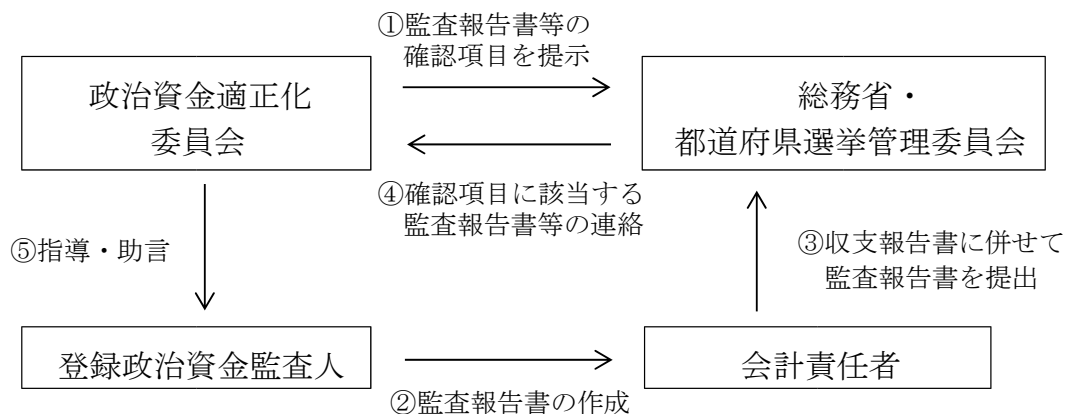 ①監査報告書等の
確認項目を提示
政治資金適正化
委員会
総務省・
都道府県選挙管理委員会
④確認項目に該当する
監査報告書等の連絡
⑤指導・助言
③収支報告書に併せて
監査報告書を提出
登録政治資金監査人
会計責任者
②監査報告書の作成